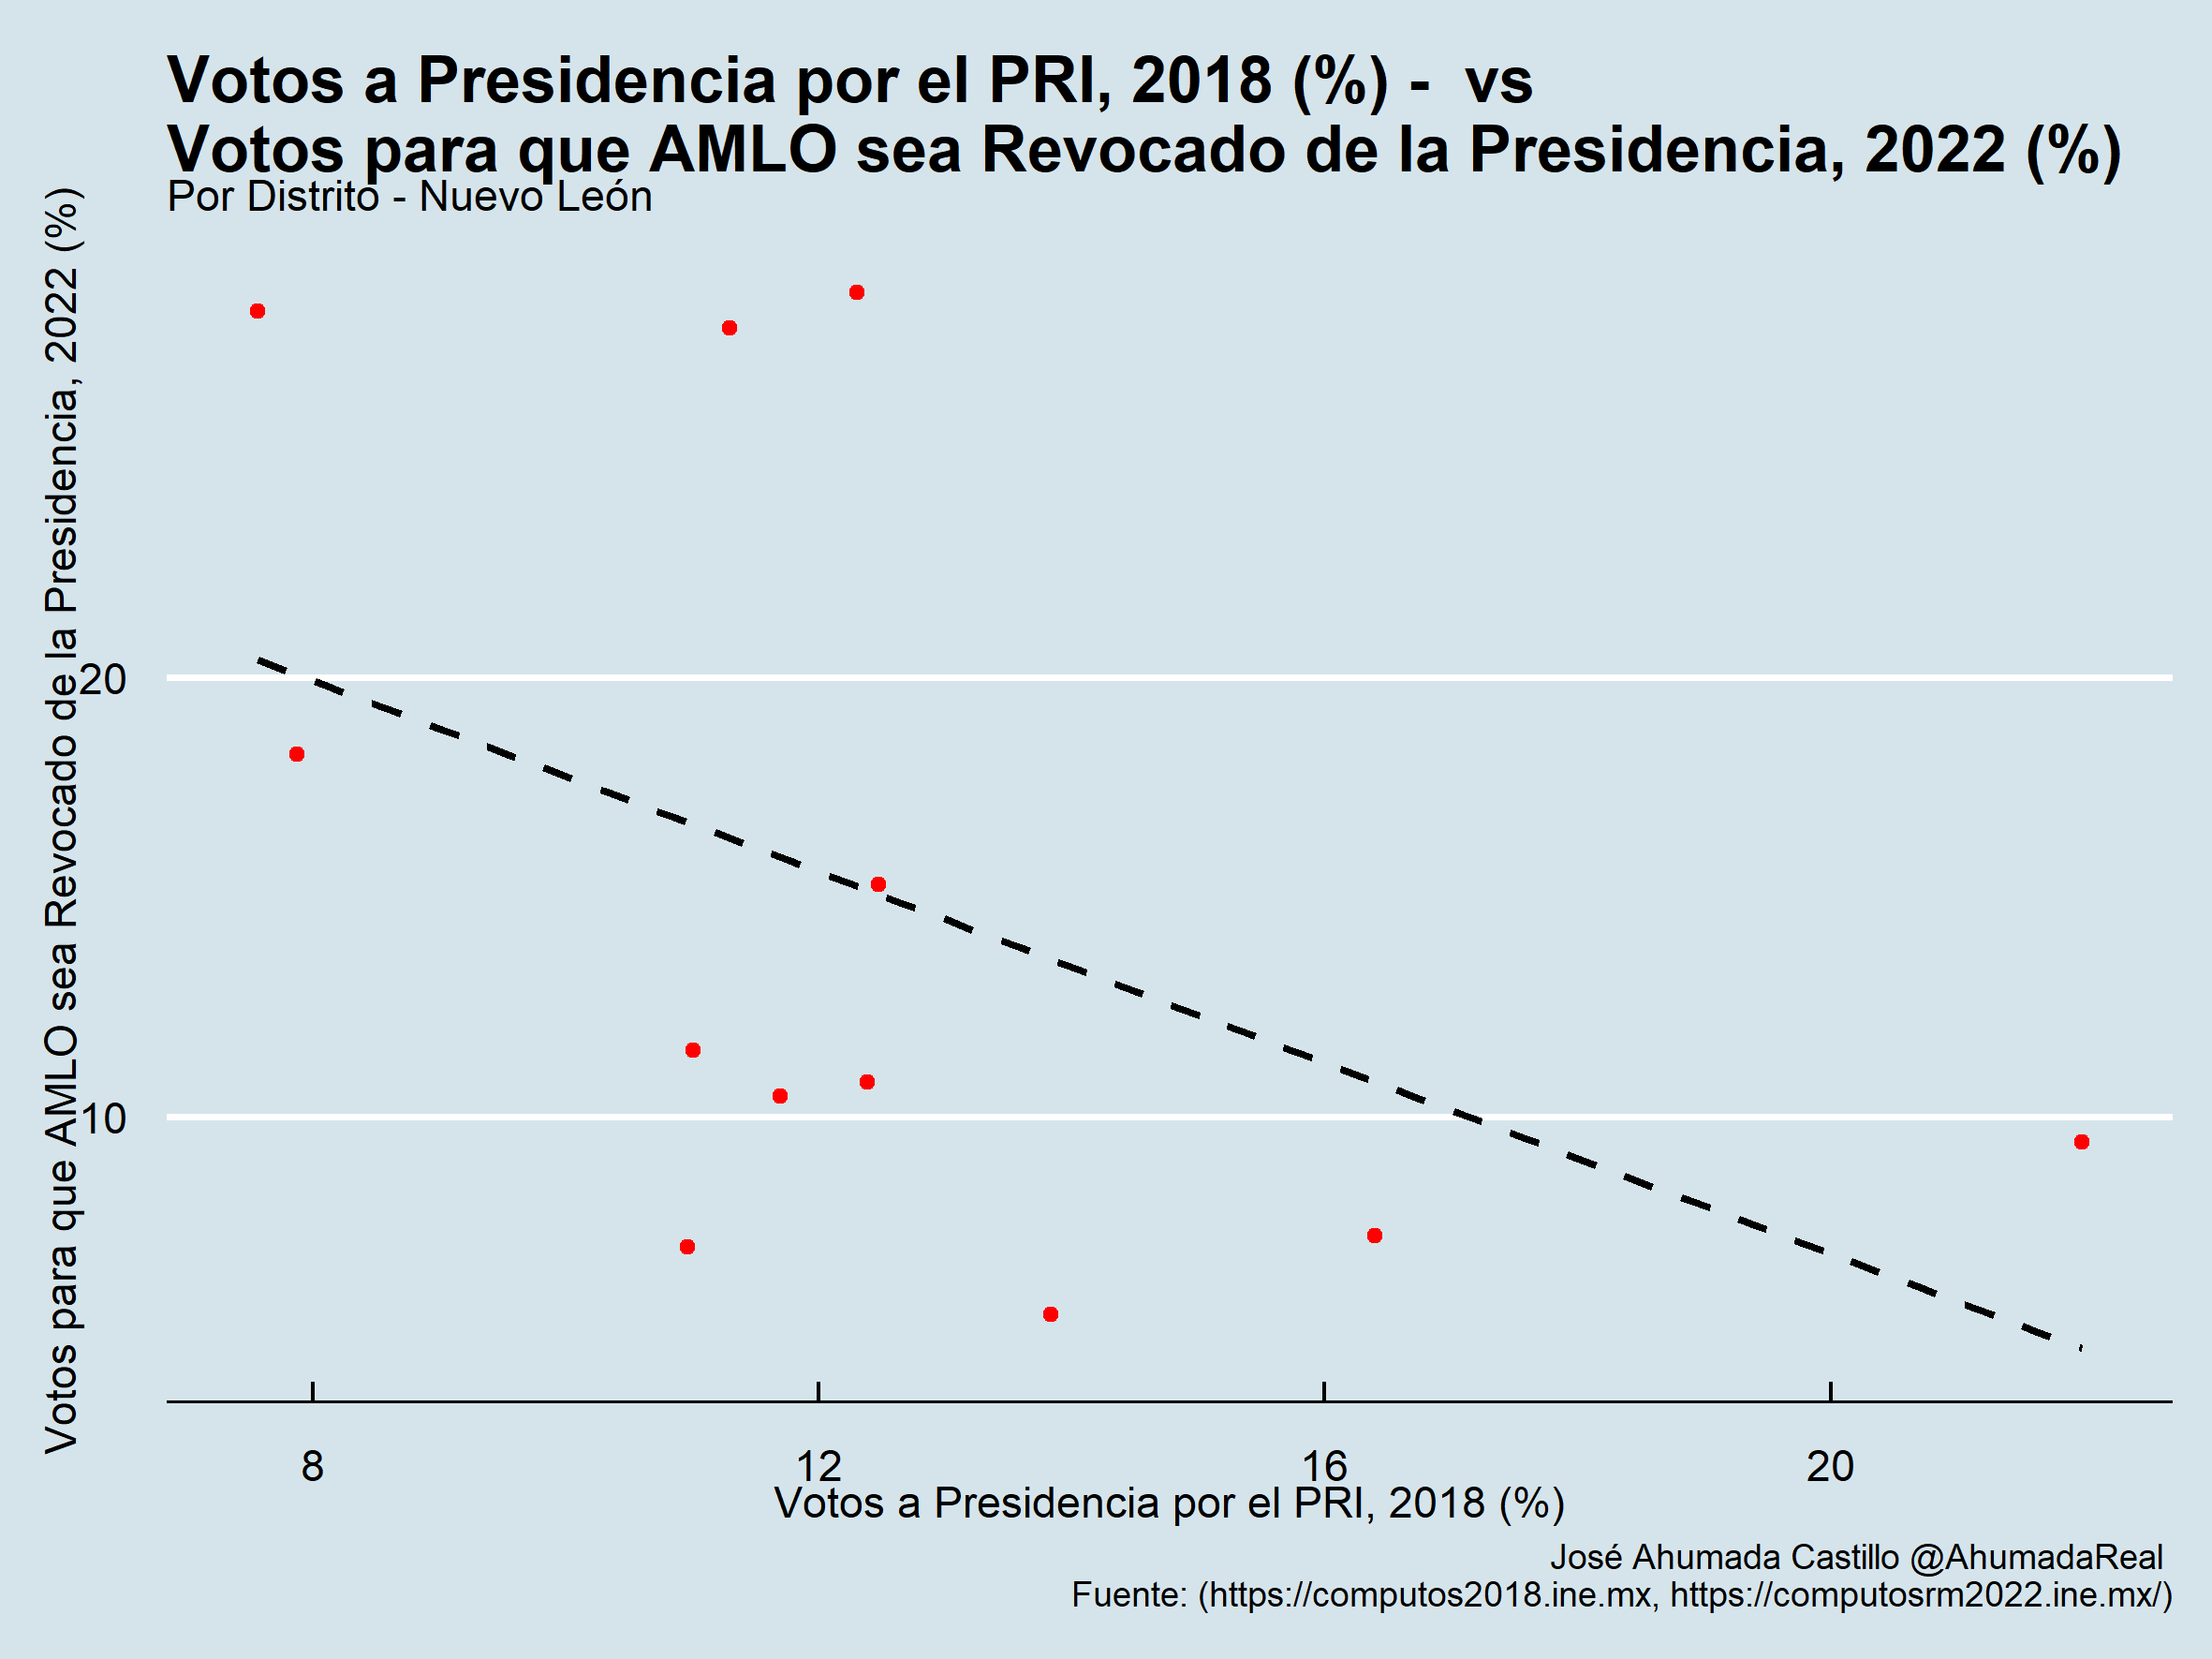 Votos a Presidencia por el PRI, 2018 (%) -  vs
Votos para que AMLO sea Revocado de la Presidencia, 2022 (%)
Por Distrito - Nuevo León
Votos para que AMLO sea Revocado de la Presidencia, 2022 (%)
20
10
8 12 16 20
Votos a Presidencia por el PRI, 2018 (%)
José Ahumada Castillo @AhumadaReal
Fuente: (https://computos2018.ine.mx, https://computosrm2022.ine.mx/)